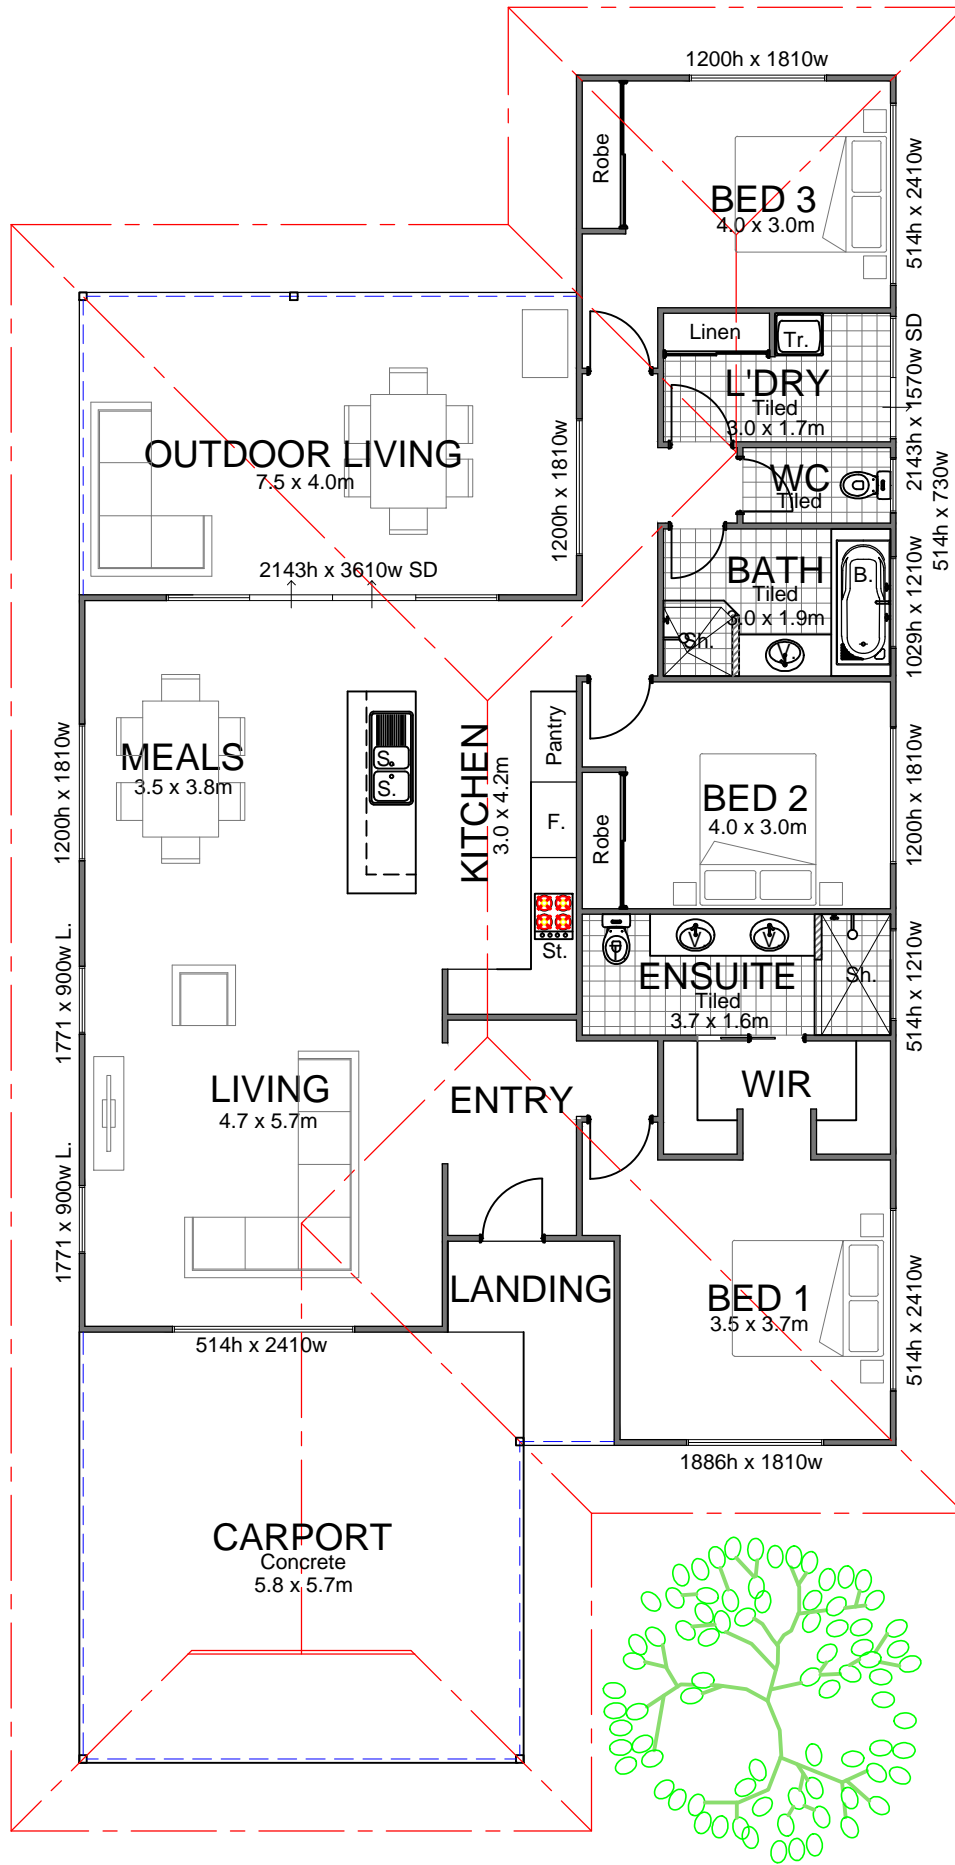 1200h x 1810w
Robe
BED 3
4.0 x 3.0m
514h x 2410w
Linen
Tr.
L'DRY
Tiled
3.0 x 1.7m
2143h x 1570w SD
OUTDOOR LIVING
7.5 x 4.0m
1200h x 1810w
WC
Tiled
514h x 730w
2143h x 3610w SD
BATH
Tiled
3.0 x 1.9m
B.
Sh.
1029h x 1210w
MEALS
3.5 x 3.8m
1200h x 1810w
S.
S.
KITCHEN
3.0 x 4.2m
Pantry
F.
St.
Robe
BED 2
4.0 x 3.0m
1200h x 1810w
1771 x 900w L.
ENSUITE
Tiled
3.7 x 1.6m
Sh.
514h x 1210w
LIVING
4.7 x 5.7m
ENTRY
WIR
1771 x 900w L.
LANDING
BED 1
3.5 x 3.7m
514h x 2410w
514h x 2410w
1886h x 1810w
CARPORT
Concrete
5.8 x 5.7m